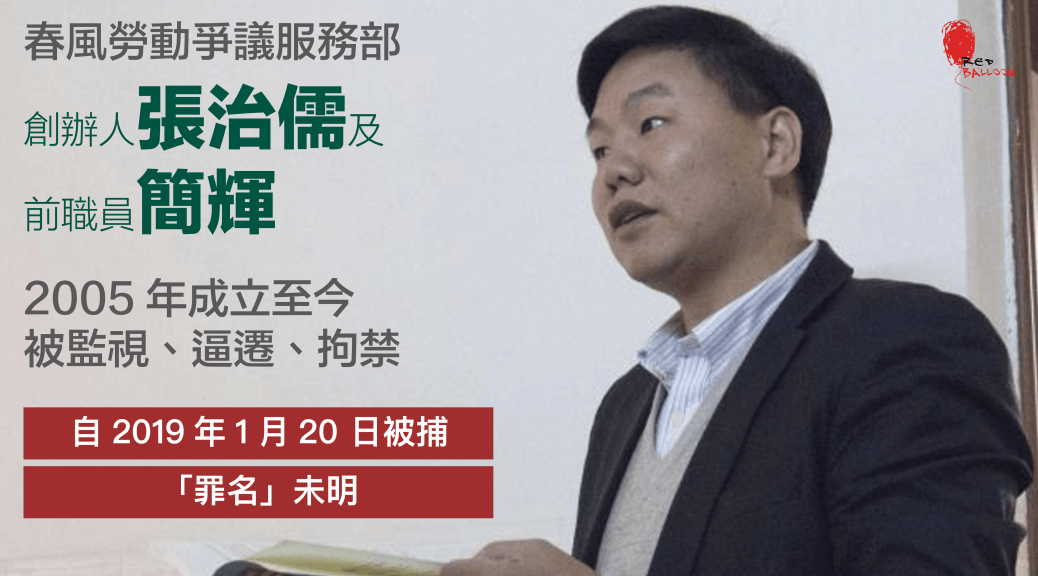 春風勞動爭議服務部
創辦人張治儒及
前職員簡輝
2005 年成立至今
被監視、逼遷、拘禁
自 2019 年 1 月 20 日被捕
「罪名」未明
RED
BALLOON